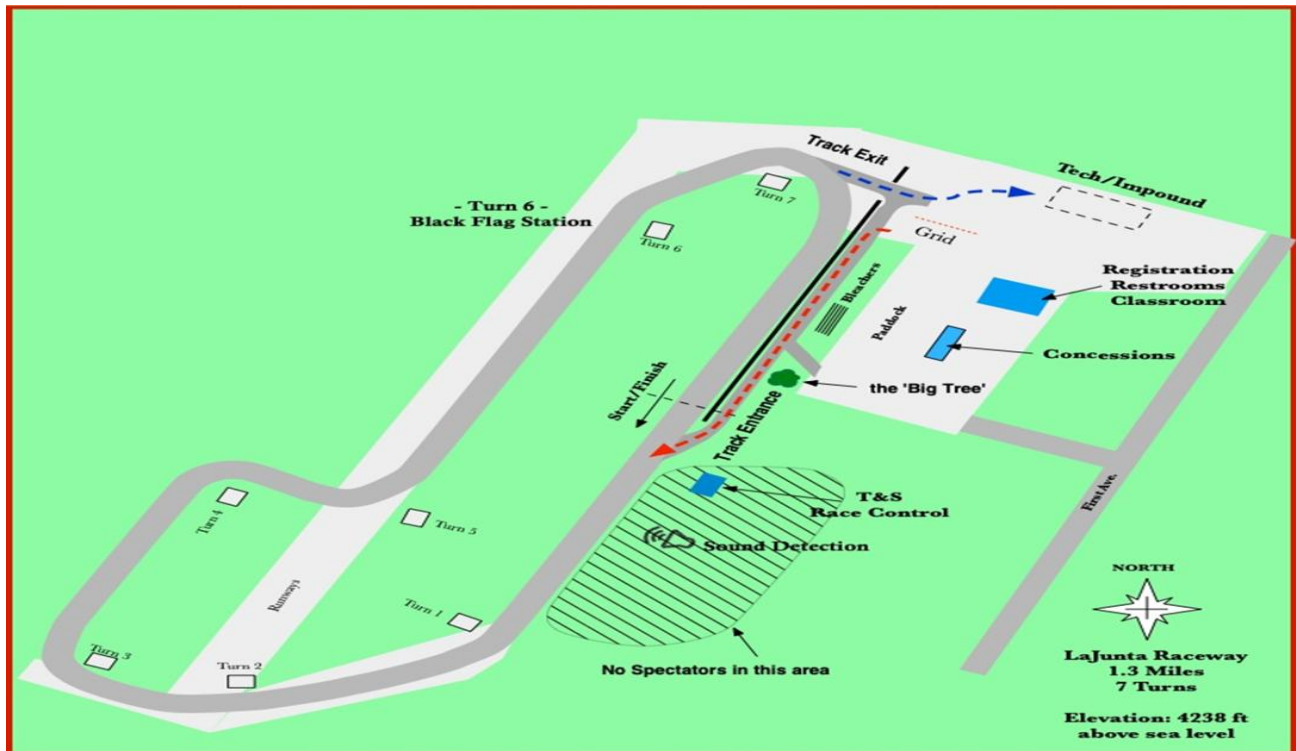 Track Exit
Tech/Impound
- Turn 6 -
Black Flag Station
Turn 7
Turn 6
Grid
Registration
Restrooms
Classroom
Bleachers
Paddock
Concessions
the 'Big Tree'
Start/Finish
Track Entrance
Turn 4
Turn 5
T&S
Race Control
First Ave.
Sound Detection
Runways
Turn 1
NORTH
Turn 3
Turn 2
No Spectators in this area
LaJunta Raceway
1.3 Miles
7 Turns
Elevation: 4238 ft
above sea level